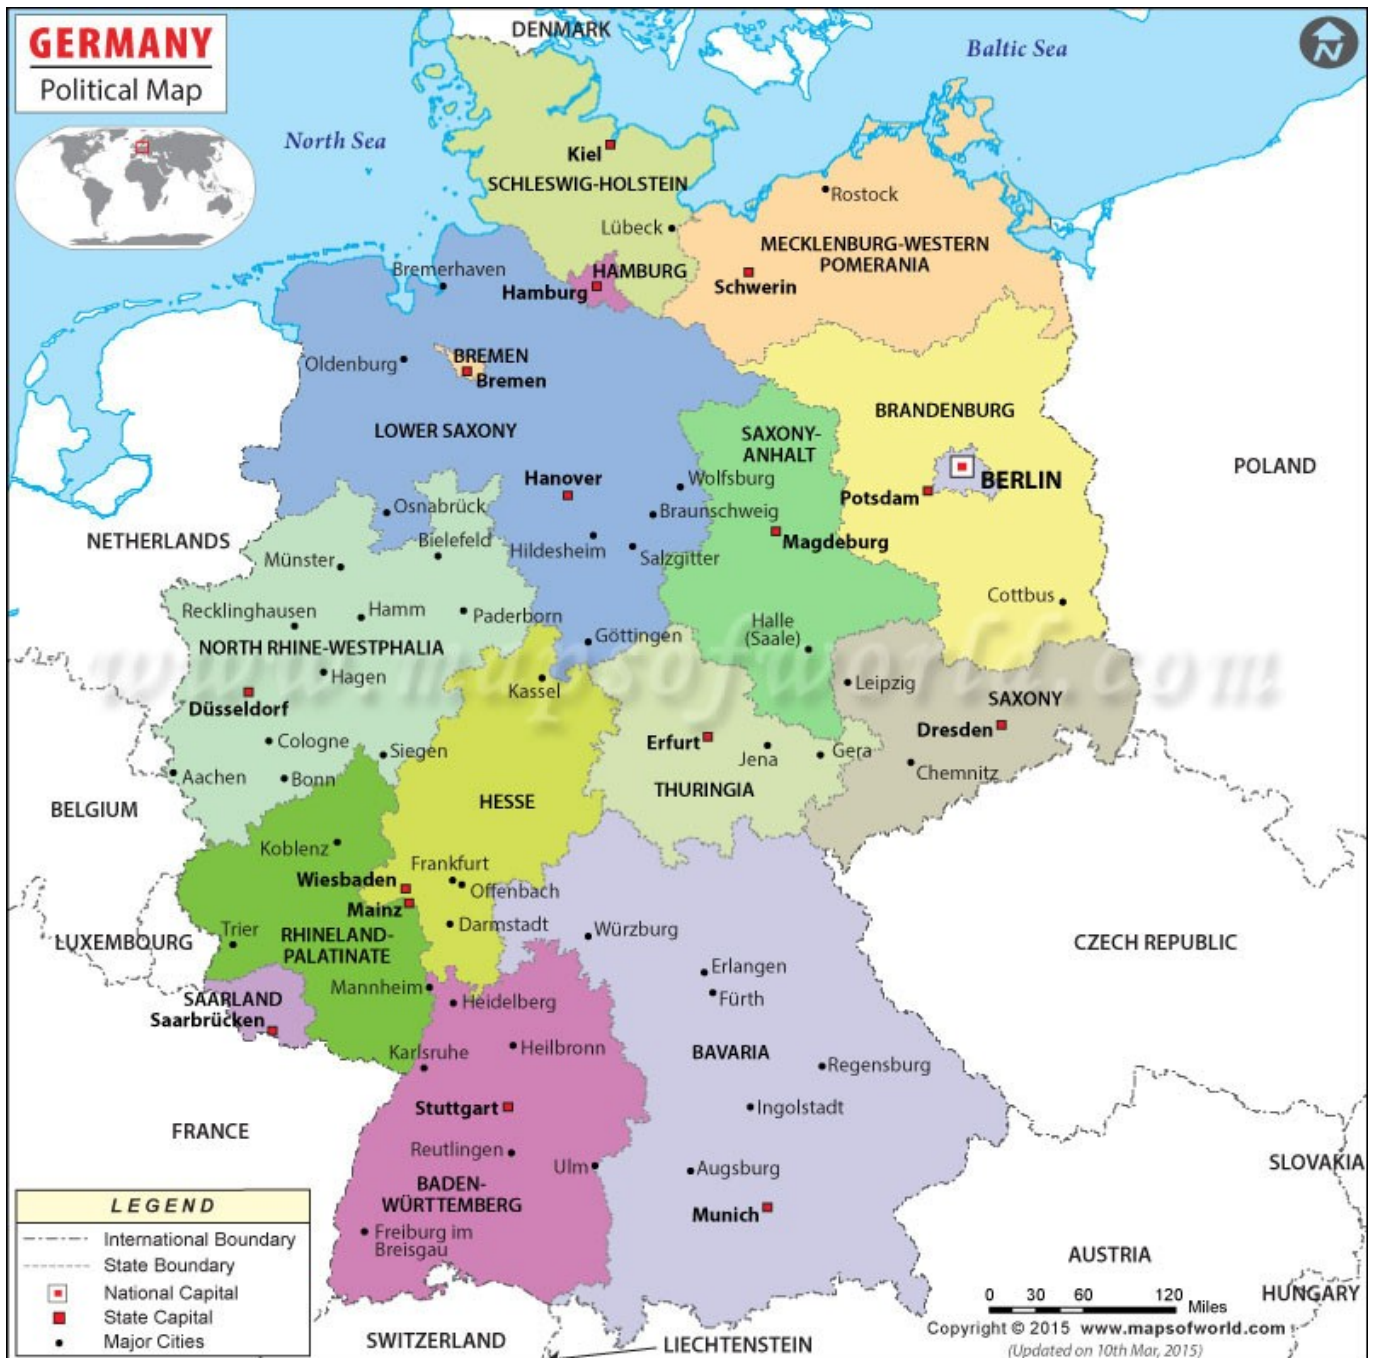 GERMANY
Political Map
DENMARK
Baltic Sea
N
North Sea
Kiel
SCHLESWIG-HOLSTEIN
Rostock
Lübeck
MECKLENBURG-WESTERN
POMERANIA
HAMBURG
Bremerhaven
Schwerin
Hamburg
BREMEN
Oldenburg
Bremen
BRANDENBURG
LOWER SAXONY
SAXONY-
ANHALT
POLAND
Hanover
Wolfsburg
BERLIN
Potsdam
Osnabrück
Braunschweig
NETHERLANDS
Bielefeld
Hildesheim
Magdeburg
Münster
Salzgitter
Cottbus
Recklinghausen
Hamm
Paderborn
Halle
(Saale)
Göttingen
NORTH RHINE-WESTPHALIA
www.mapsofworld.com
Hagen
Kassel
Leipzig
SAXONY
Düsseldorf
Dresden
Cologne
Erfurt
Siegen
Jena
Gera
Aachen
Bonn
Chemnitz
THURINGIA
HESSE
BELGIUM
Koblenz
Frankfurt
Wiesbaden
Offenbach
Mainz
Darmstadt
Trier
Würzburg
RHINELAND-
PALATINATE
LUXEMBOURG
CZECH REPUBLIC
Erlangen
Mannheim
SAARLAND
Fürth
Heidelberg
Saarbrücken
Karlsruhe
Heilbronn
BAVARIA
Regensburg
Stuttgart
Ingolstadt
FRANCE
Reutlingen
Ulm
Augsburg
SLOVAKIA
BADEN-
WÜRTTEMBERG
Munich
Freiburg im
Breisgau
AUSTRIA
HUNGARY
SWITZERLAND
LIECHTENSTEIN
LEGEND
International Boundary
State Boundary
National Capital
State Capital
Major Cities
0 30 60 120
Miles
Copyright © 2015 www.mapsofworld.com
(Updated on 10th Mar, 2015)